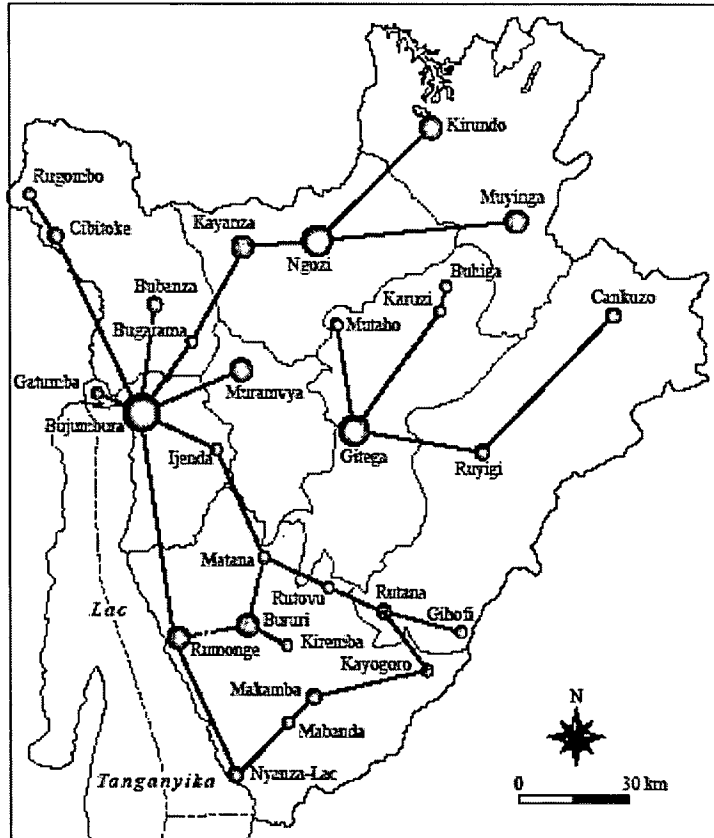 Kirundo
Rugombo
Muyinga
Cibitoke
Kayanza
Ngozi
Buhiga
Bubanza
Karuzi
Cankuzo
Bugarama
Mutaho
Gatumba
Muramvya
Bujumbura
Gitega
Ijenda
Ruyigi
Matana
Lac
Rutovu
Rutana
Gihofi
Bururi
Rumonge
Kiremba
Kayogoro
Makamba
N
Mabanda
Nyanza-Lac
Tanganyika
0 30 km